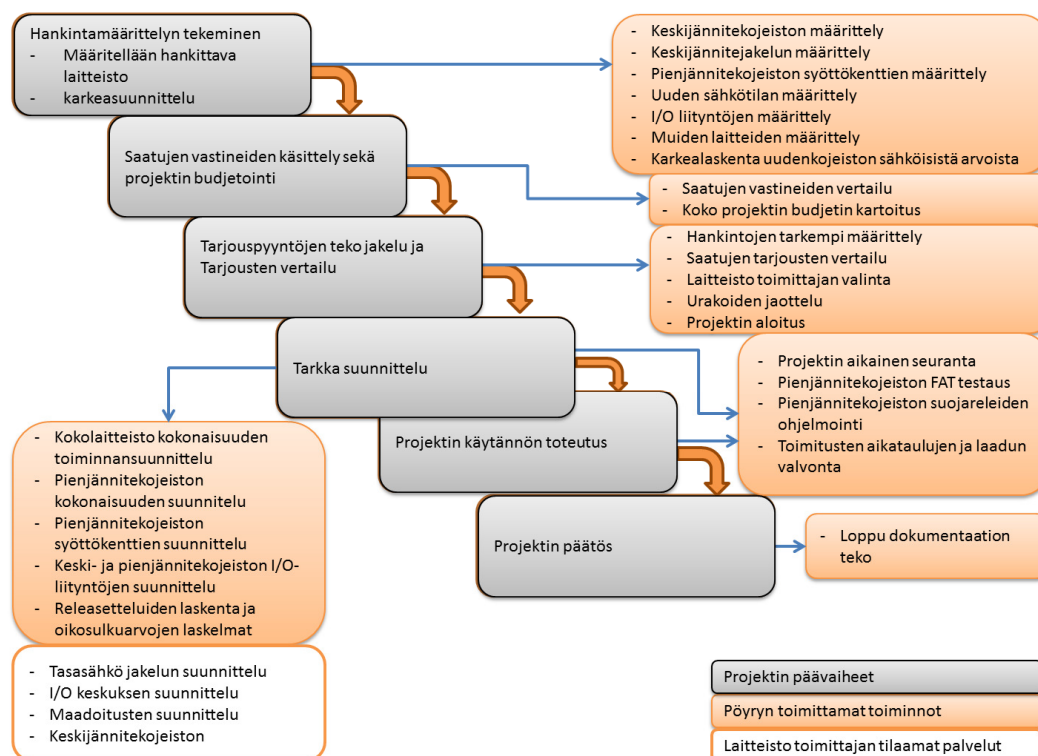 Hankintamäärittelyn tekeminen
- Määritellään hankittava
laitteisto
- karkeasuunnittelu
- Keskijännitekojeiston määrittely
- Keskijännitejakelun määrittely
- Pienjännitekojeiston syöttökenttien määrittely
- Uuden sähkötilan määrittely
- I/O liityntöjen määrittely
- Muiden laitteiden määrittely
- Karkealaskenta uudenkojeiston sähköisistä arvoista
Saatujen vastineiden käsittely sekä
projektin budjetointi
- Saatujen vastineiden vertailu
- Koko projektin budjetin kartoitus
Tarjouspyyntöjen teko jakelu ja
Tarjousten vertailu
- Hankintojen tarkempi määrittely
- Saatujen tarjousten vertailu
- Laitteisto toimittajan valinta
- Urakoiden jaottelu
- Projektin aloitus
Tarkka suunnittelu
- Projektin aikainen seuranta
- Pienjännitekojeiston FAT testaus
- Pienjännitekojeiston suojareleiden
ohjelmointi
- Toimitusten aikataulujen ja laadun
valvonta
Projektin käytännön toteutus
- Kokolaitteisto kokonaisuuden
toiminnansuunnittelu
- Pienjännitekojeiston
kokonaisuuden suunnitelu
- Pienjännitekojeiston
syöttökenttien suunnittelu
- Keski- ja pienjännitekojeiston I/O-
liityntöjen suunnittelu
- Releasetteluiden laskenta ja
oikosulkuarvojen laskelmat
Projektin päätös
- Loppu dokumentaation
teko
- Tasasähkö jakelun suunnittelu
- I/O keskuksen suunnittelu
- Maadoitusten suunnittelu
- Keskijännitekojeiston
Projektin päävaiheet
Pöyryn toimittamat toiminnot
Laitteisto toimittajan tilaamat palvelut